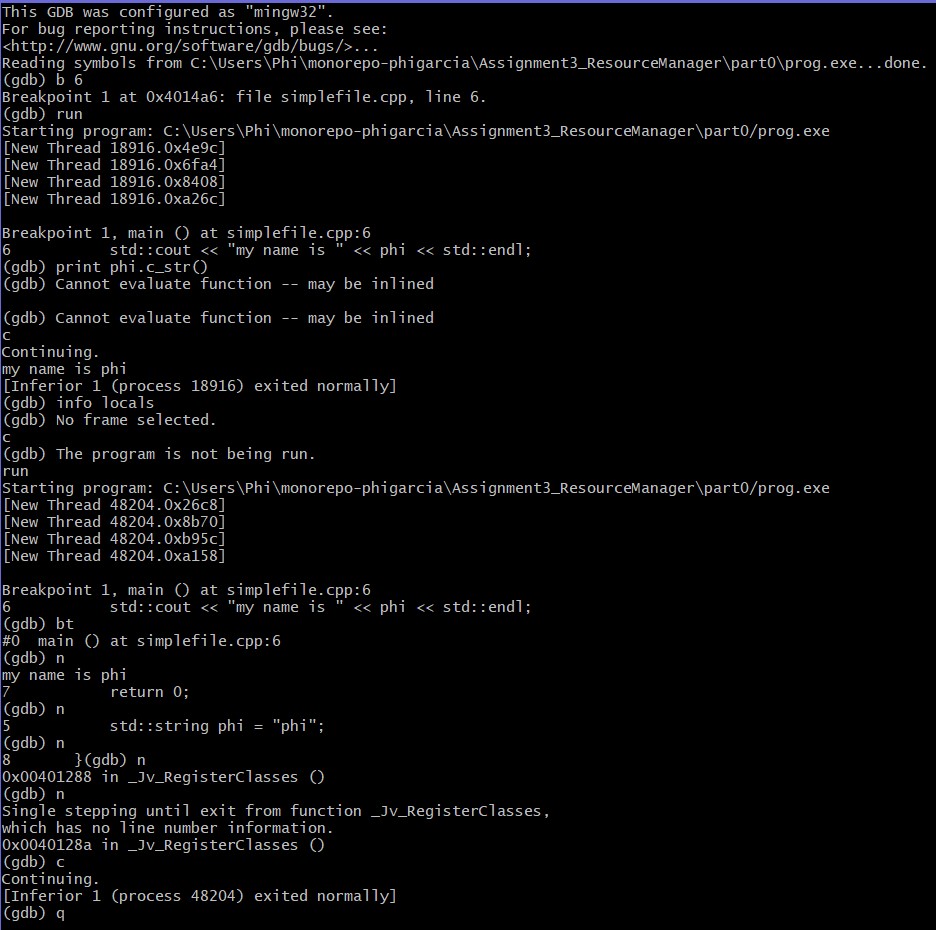 This GDB was configured as "mingw32".
For bug reporting instructions, please see:
<http://www.gnu.org/software/gdb/bugs/>...
Reading symbols from C:\Users\Phi\monorepo-phigarcia\Assignment3_ResourceManager\part0\prog.exe...done.
(gdb) b 6
Breakpoint 1 at 0x4014a6: file simplefile.cpp, line 6.
(gdb) run
Starting program: C:\Users\Phi\monorepo-phigarcia\Assignment3_ResourceManager\part0/prog.exe
[New Thread 18916.0x4e9c]
[New Thread 18916.0x6fa4]
[New Thread 18916.0x8408]
[New Thread 18916.0xa26c]

Breakpoint 1, main () at simplefile.cpp:6
6           std::cout << "my name is " << phi << std::endl;
(gdb) print phi.c_str()
(gdb) Cannot evaluate function -- may be inlined

(gdb) Cannot evaluate function -- may be inlined
c
Continuing.
my name is phi
[Inferior 1 (process 18916) exited normally]
(gdb) info locals
(gdb) No frame selected.
c
(gdb) The program is not being run.
run
Starting program: C:\Users\Phi\monorepo-phigarcia\Assignment3_ResourceManager\part0/prog.exe
[New Thread 48204.0x26c8]
[New Thread 48204.0x8b70]
[New Thread 48204.0xb95c]
[New Thread 48204.0xa158]

Breakpoint 1, main () at simplefile.cpp:6
6           std::cout << "my name is " << phi << std::endl;
(gdb) bt
#0  main () at simplefile.cpp:6
(gdb) n
my name is phi
7           return 0;
(gdb) n
5           std::string phi = "phi";
(gdb) n
8       }(gdb) n
0x00401288 in _Jv_RegisterClasses ()
(gdb) n
Single stepping until exit from function _Jv_RegisterClasses,
which has no line number information.
0x0040128a in _Jv_RegisterClasses ()
(gdb) c
Continuing.
[Inferior 1 (process 48204) exited normally]
(gdb) q